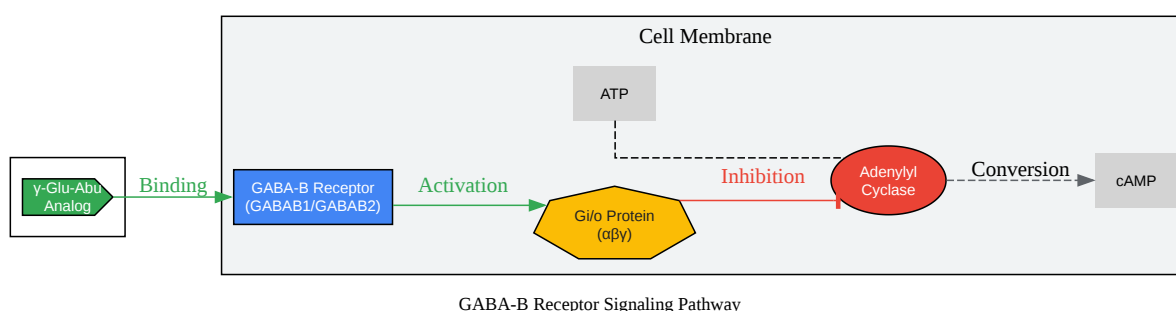 Cell Membrane
ATP
γ-Glu-Abu
Analog
Binding
GABA-B Receptor
(GABAB1/GABAB2)
Activation
Gi/o Protein
(αβγ)
Inhibition
Adenylyl
Cyclase
Conversion
cAMP
GABA-B Receptor Signaling Pathway